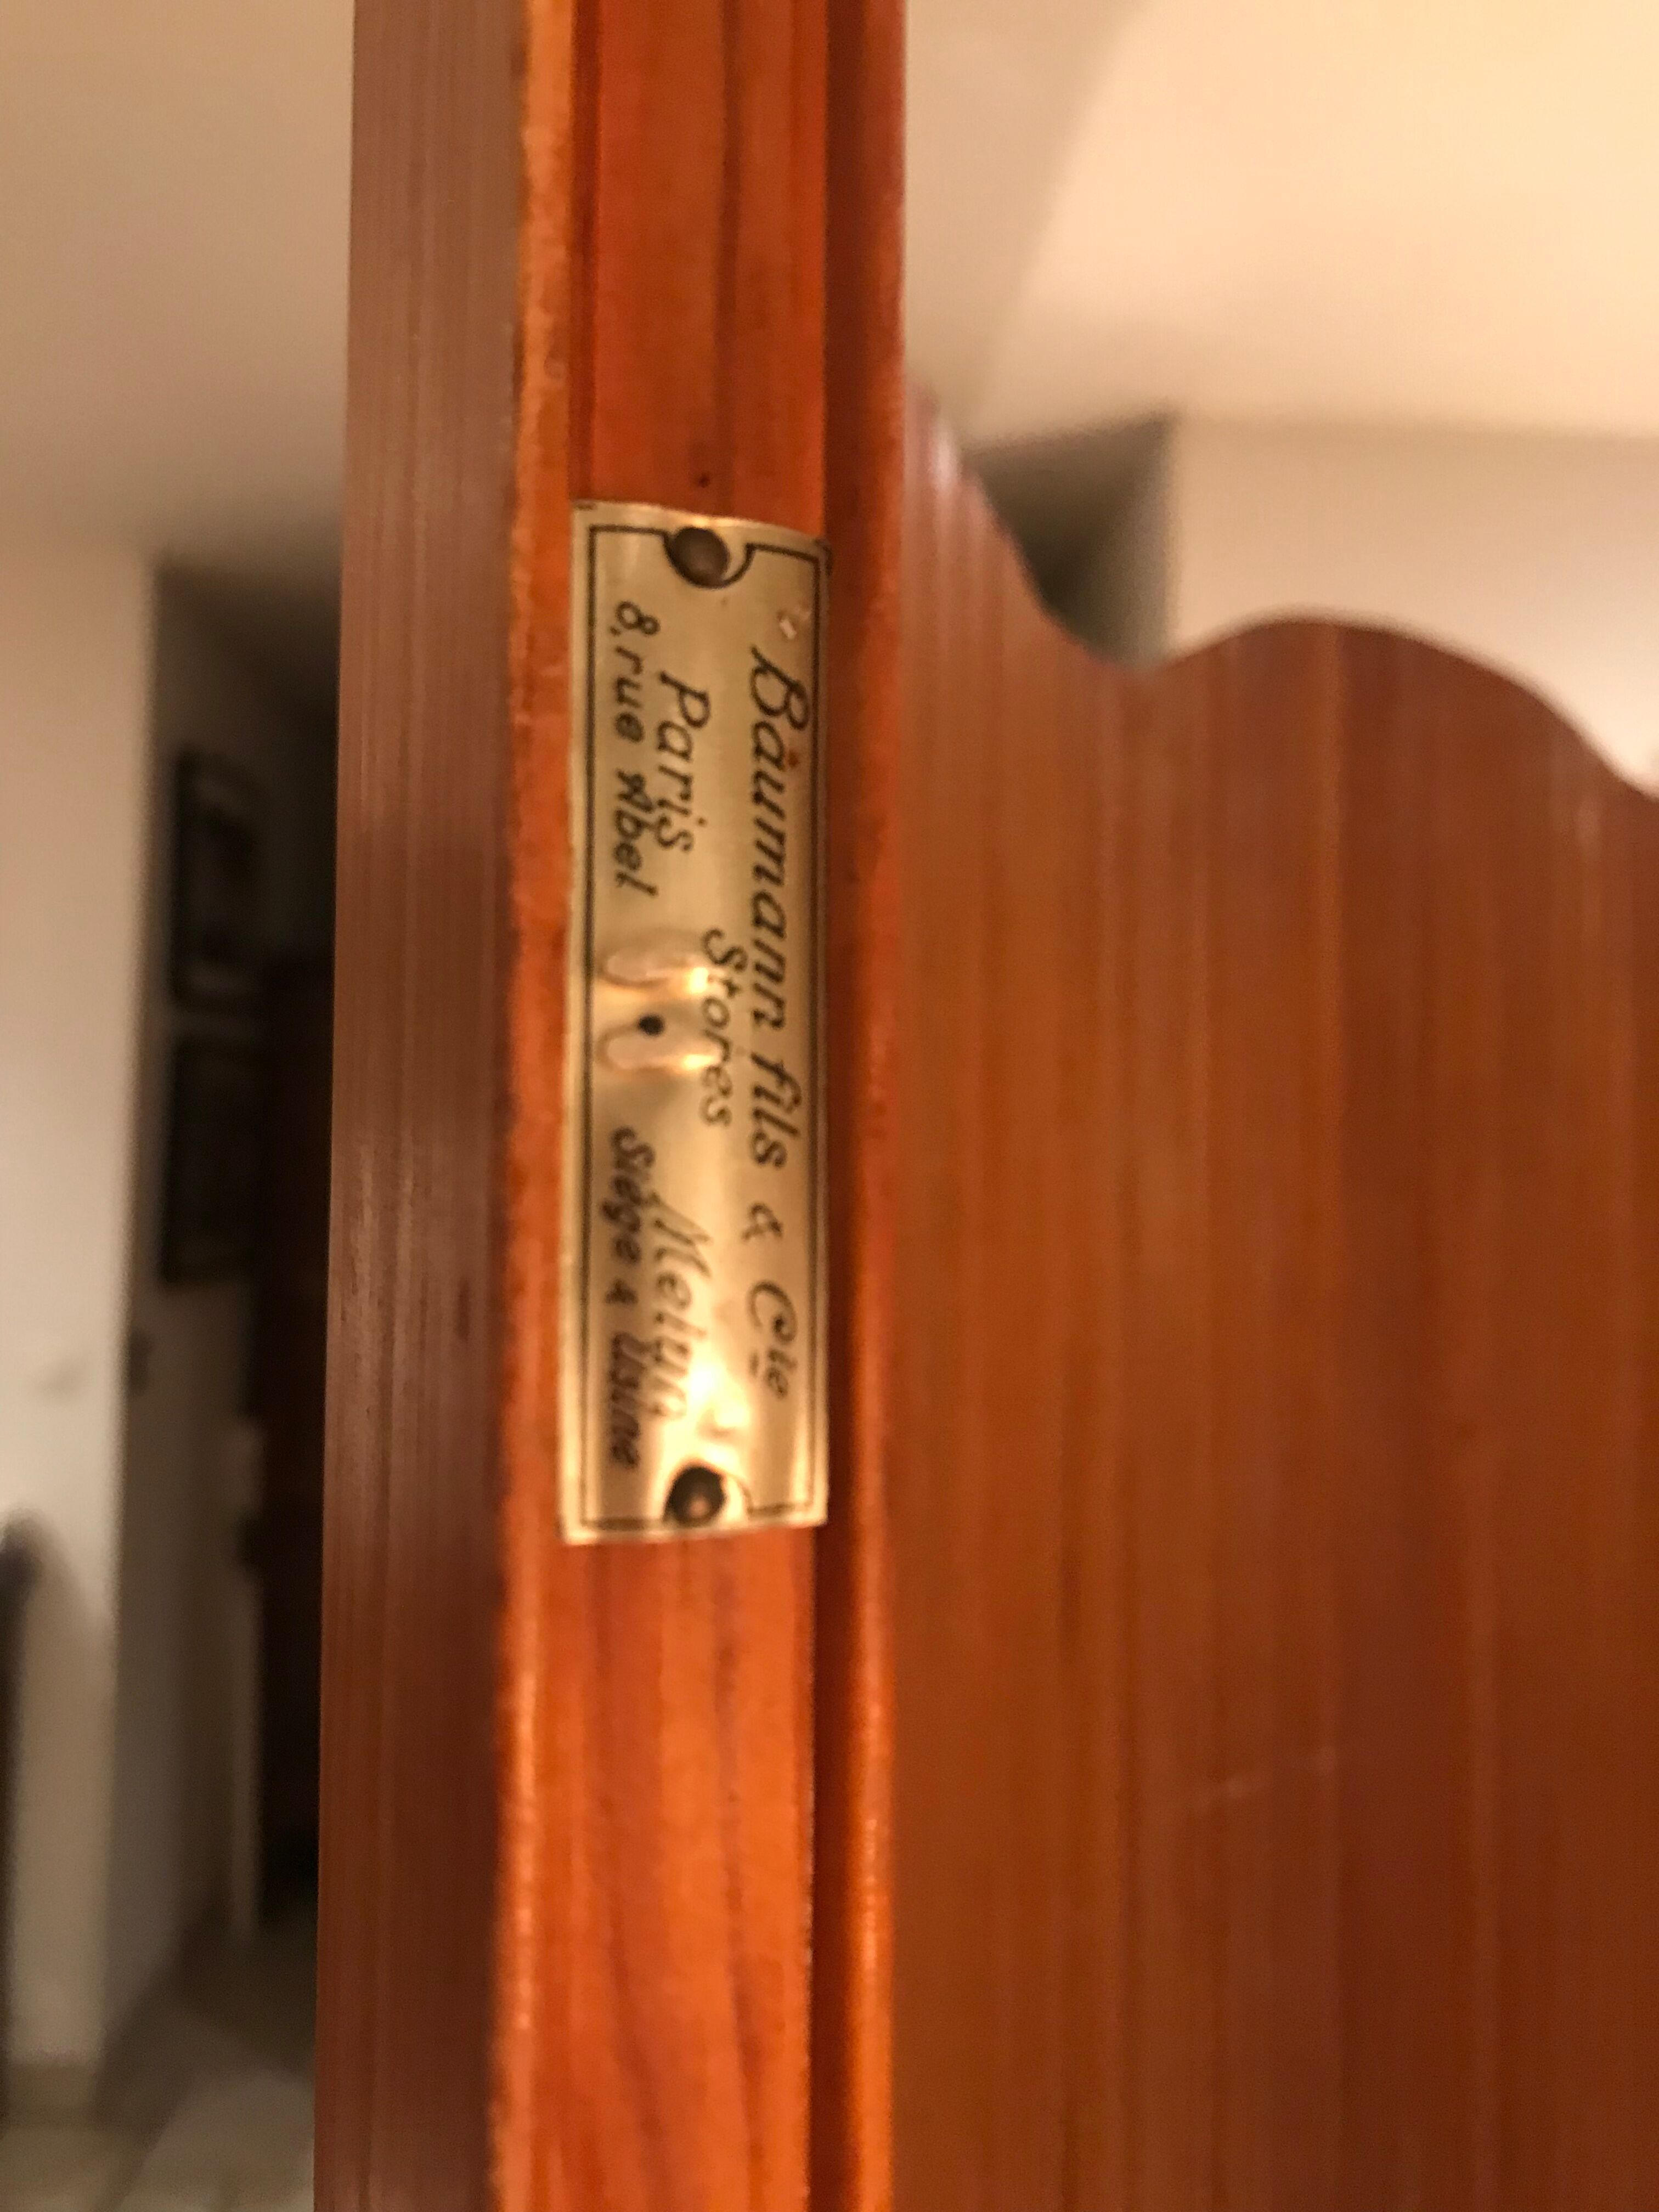 Baumann fils & Cie
Stores
Paris Melun
8, rue Abel Siège & Usine